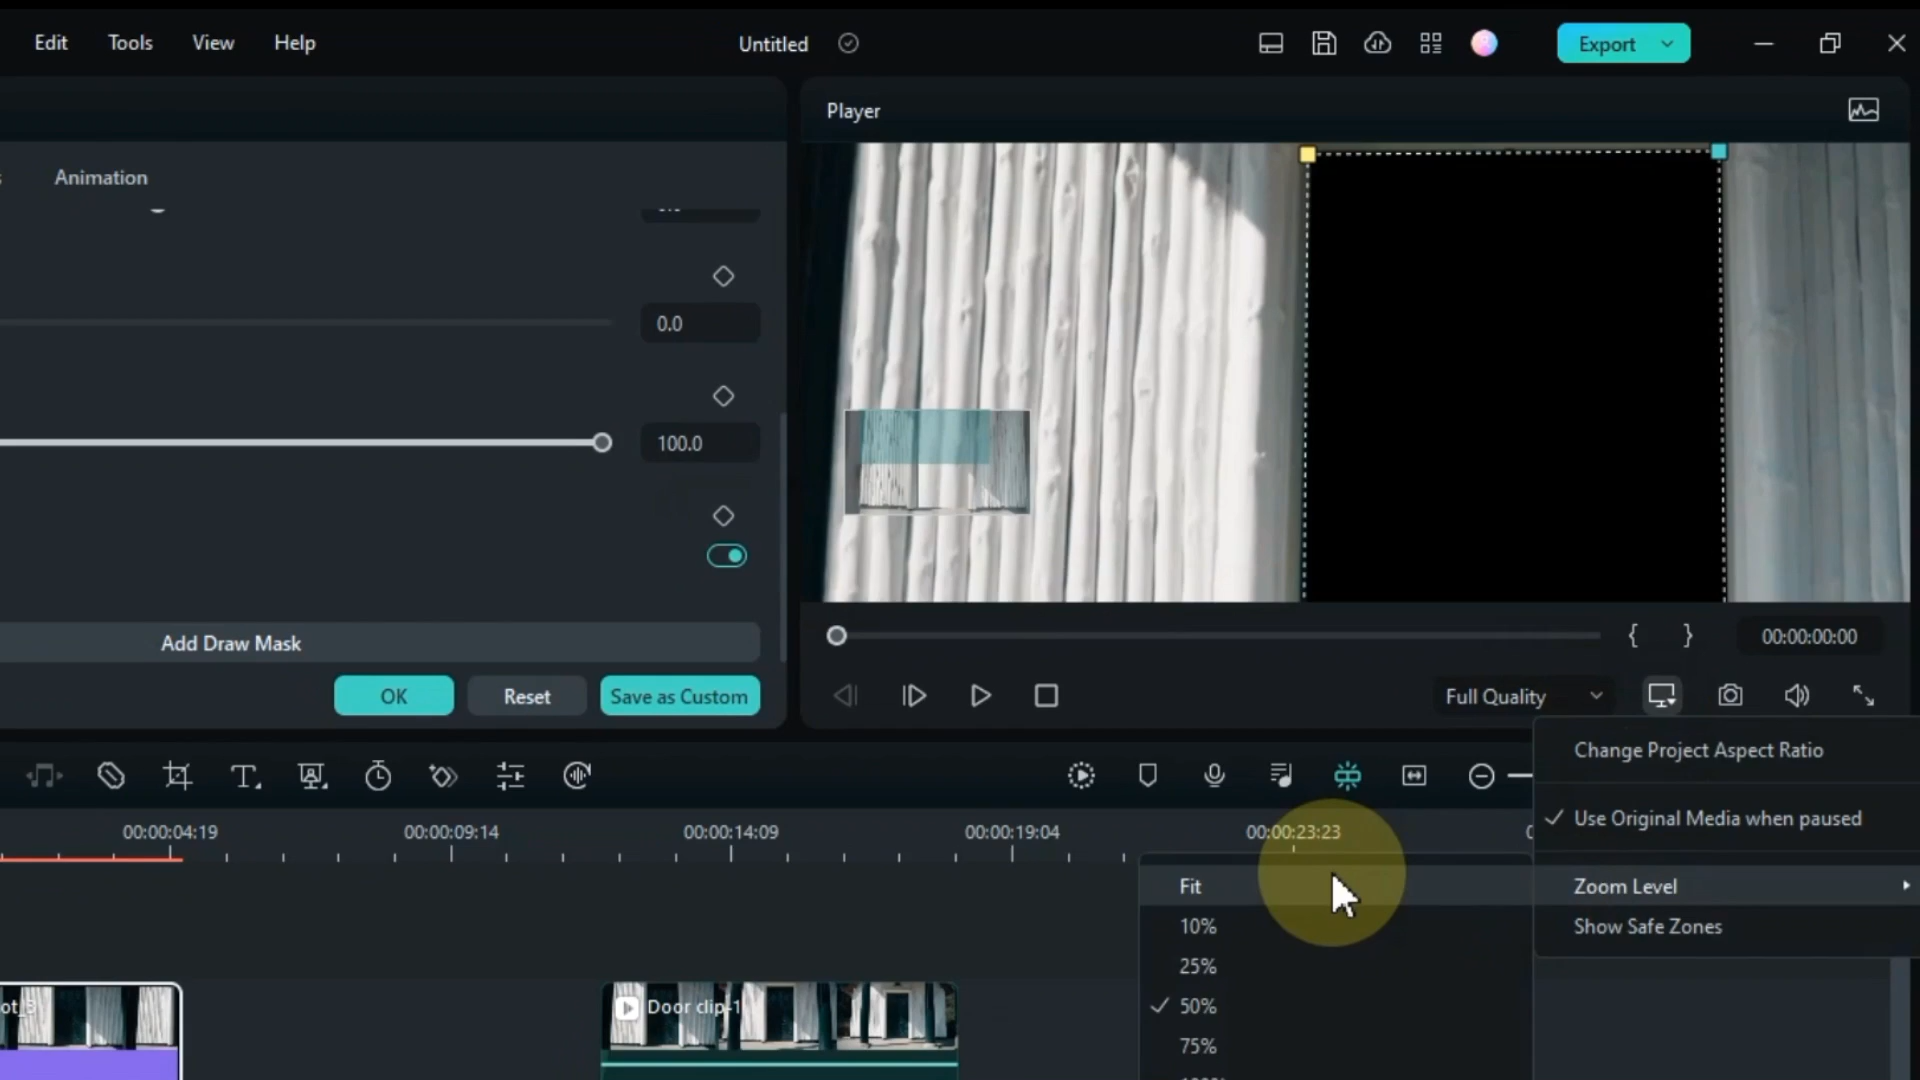 Edit Tools View Help
Untitled
Export
Player
Animation
0.0
100.0
Add Draw Mask
OK Reset Save as Custom
00:00:00:00
Full Quality
Change Project Aspect Ratio
Use Original Media when paused
Zoom Level
Show Safe Zones
00:00:04:19 00:00:09:14 00:00:14:09 00:00:19:04 00:00:23:23
Fit
10%
25%
50%
75%
Door clip-1